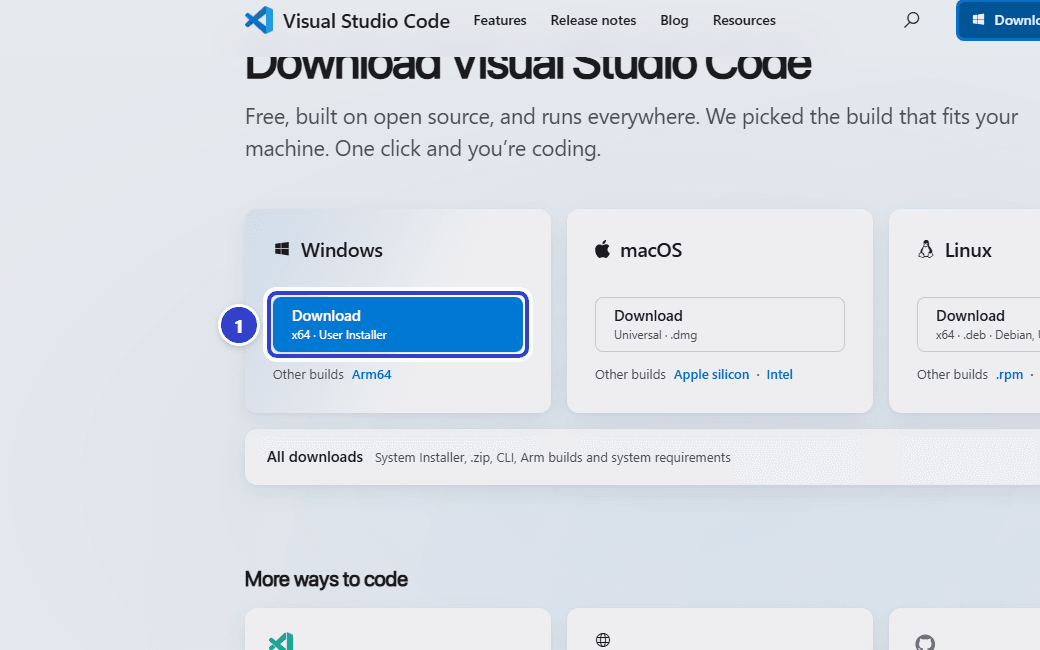 Visual Studio Code
Features
Release notes
Blog
Resources
Download Visual Studio Code
Free, built on open source, and runs everywhere. We picked the build that fits your
machine. One click and you’re coding.
Windows
1
Download
x64 · User Installer
Other builds Arm64
macOS
Download
Universal · .dmg
Other builds Apple silicon · Intel
Linux
Download
x64 · .deb · Debian,
Other builds .rpm ·
All downloads System Installer, .zip, CLI, Arm builds and system requirements
More ways to code